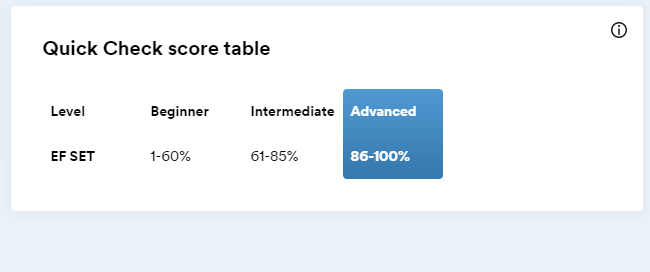 Quick Check score table
Level Beginner Intermediate Advanced
EF SET 1-60% 61-85% 86-100%